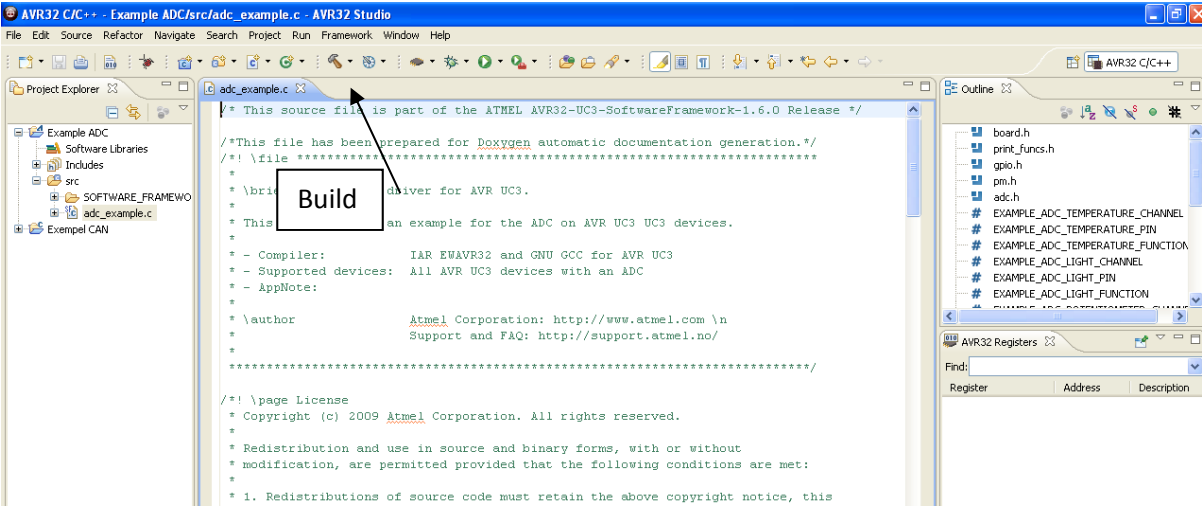 AVR32 C/C++ - Example ADC/src/adc_example.c - AVR32 Studio
File Edit Source Refactor Navigate Search Project Run Framework Window Help
AVR32 C/C++
Project Explorer
Example ADC
Software Libraries
Includes
src
SOFTWARE_FRAMEWO
adc_example.c
Exempel CAN
adc_example.c
/* This source file is part of the ATMEL AVR32-UC3-SoftwareFramework-1.6.0 Release */
/*This file has been prepared for Doxygen automatic documentation generation.*/
/*! \file *********************************************************************
*
* \brie driver for AVR UC3.
*
* This an example for the ADC on AVR UC3 UC3 devices.
*
* - Compiler: IAR EWAVR32 and GNU GCC for AVR UC3
* - Supported devices: All AVR UC3 devices with an ADC
* - AppNote:
*
* \author Atmel Corporation: http://www.atmel.com \n
* Support and FAQ: http://support.atmel.no/
*
******************************************************************************/
/*! \page License
* Copyright (c) 2009 Atmel Corporation. All rights reserved.
*
* Redistribution and use in source and binary forms, with or without
* modification, are permitted provided that the following conditions are met:
*
* 1. Redistributions of source code must retain the above copyright notice, this
Build
Outline
board.h
print_funcs.h
gpio.h
pm.h
adc.h
# EXAMPLE_ADC_TEMPERATURE_CHANNEL
# EXAMPLE_ADC_TEMPERATURE_PIN
# EXAMPLE_ADC_TEMPERATURE_FUNCTION
# EXAMPLE_ADC_LIGHT_CHANNEL
# EXAMPLE_ADC_LIGHT_PIN
# EXAMPLE_ADC_LIGHT_FUNCTION
AVR32 Registers
Find:
Register Address Description